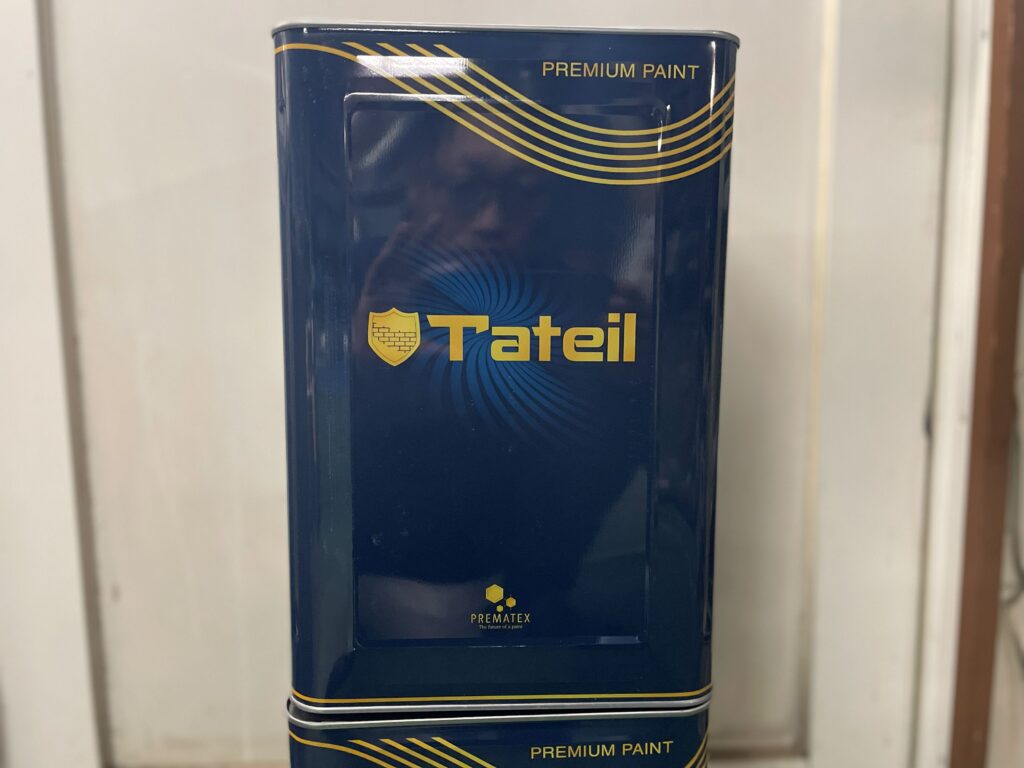 PREMIUM PAINT
Tateil
PREMATEX
The future of a paint
PREMIUM PAINT